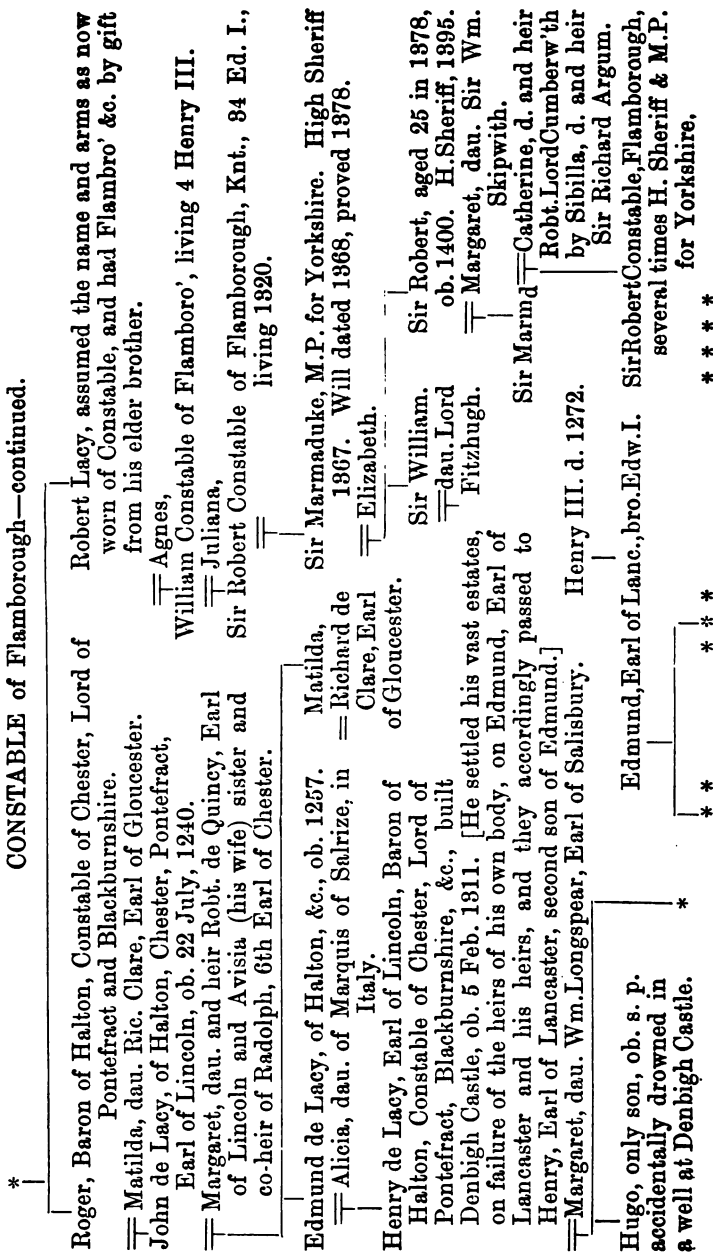 CONSTABLE of Flamborough—continued.
*
Roger, Baron of Halton, Constable of Chester, Lord of
Pontefract and Blackburnshire.
Matilda, dau. Ric. Clare, Earl of Gloucester.
John de Lacy, of Halton, Chester, Pontefract,
Earl of Lincoln, ob. 22 July, 1240.
Margaret, dau. and heir Robt. de Quincy, Earl
of Lincoln and Avisia (his wife) sister and
co-heir of Radolph, 6th Earl of Chester.
Edmund de Lacy, of Halton, &c., ob. 1257.
Alicia, dau. of Marquis of Salrize, in
Italy.
Matilda,
= Richard de
Clare, Earl
of Gloucester.
Henry de Lacy, Earl of Lincoln, Baron of
Halton, Constable of Chester, Lord of
Pontefract, Blackburnshire, &c., built
Denbigh Castle, ob. 5 Feb. 1311. [He settled his vast estates,
on failure of the heirs of his own body, on Edmund, Earl of
Lancaster and his heirs, and they accordingly passed to
Henry, Earl of Lancaster, second son of Edmund.]
Margaret, dau. Wm. Longspear, Earl of Salisbury.
Hugo, only son, ob. s. p.
accidentally drowned in
a well at Denbigh Castle.
*
Henry III. d. 1272.
Edmund, Earl of Lanc., bro. Edw. I.
* *
* *
Robert Lacy, assumed the name and arms as now
worn of Constable, and had Flambro' &c. by gift
from his elder brother.
Agnes,
William Constable of Flamboro', living 4 Henry III.
Juliana,
Sir Robert Constable of Flamborough, Knt., 34 Ed. I.,
living 1320.
Sir Marmaduke, M.P. for Yorkshire. High Sheriff
1367. Will dated 1368, proved 1378.
Elizabeth.
Sir William.
dau. Lord
Fitzhugh.
Sir Robert, aged 25 in 1378,
ob. 1400. H. Sheriff, 1395.
Margaret, dau. Sir Wm.
Skipwith.
Sir Marmd Catherine, d. and heir
Robt. Lord Cumberw'th
by Sibilla, d. and heir
Sir Richard Argum.
Sir Robert Constable, Flamborough,
several times H. Sheriff & M.P.
for Yorkshire,
* * * *